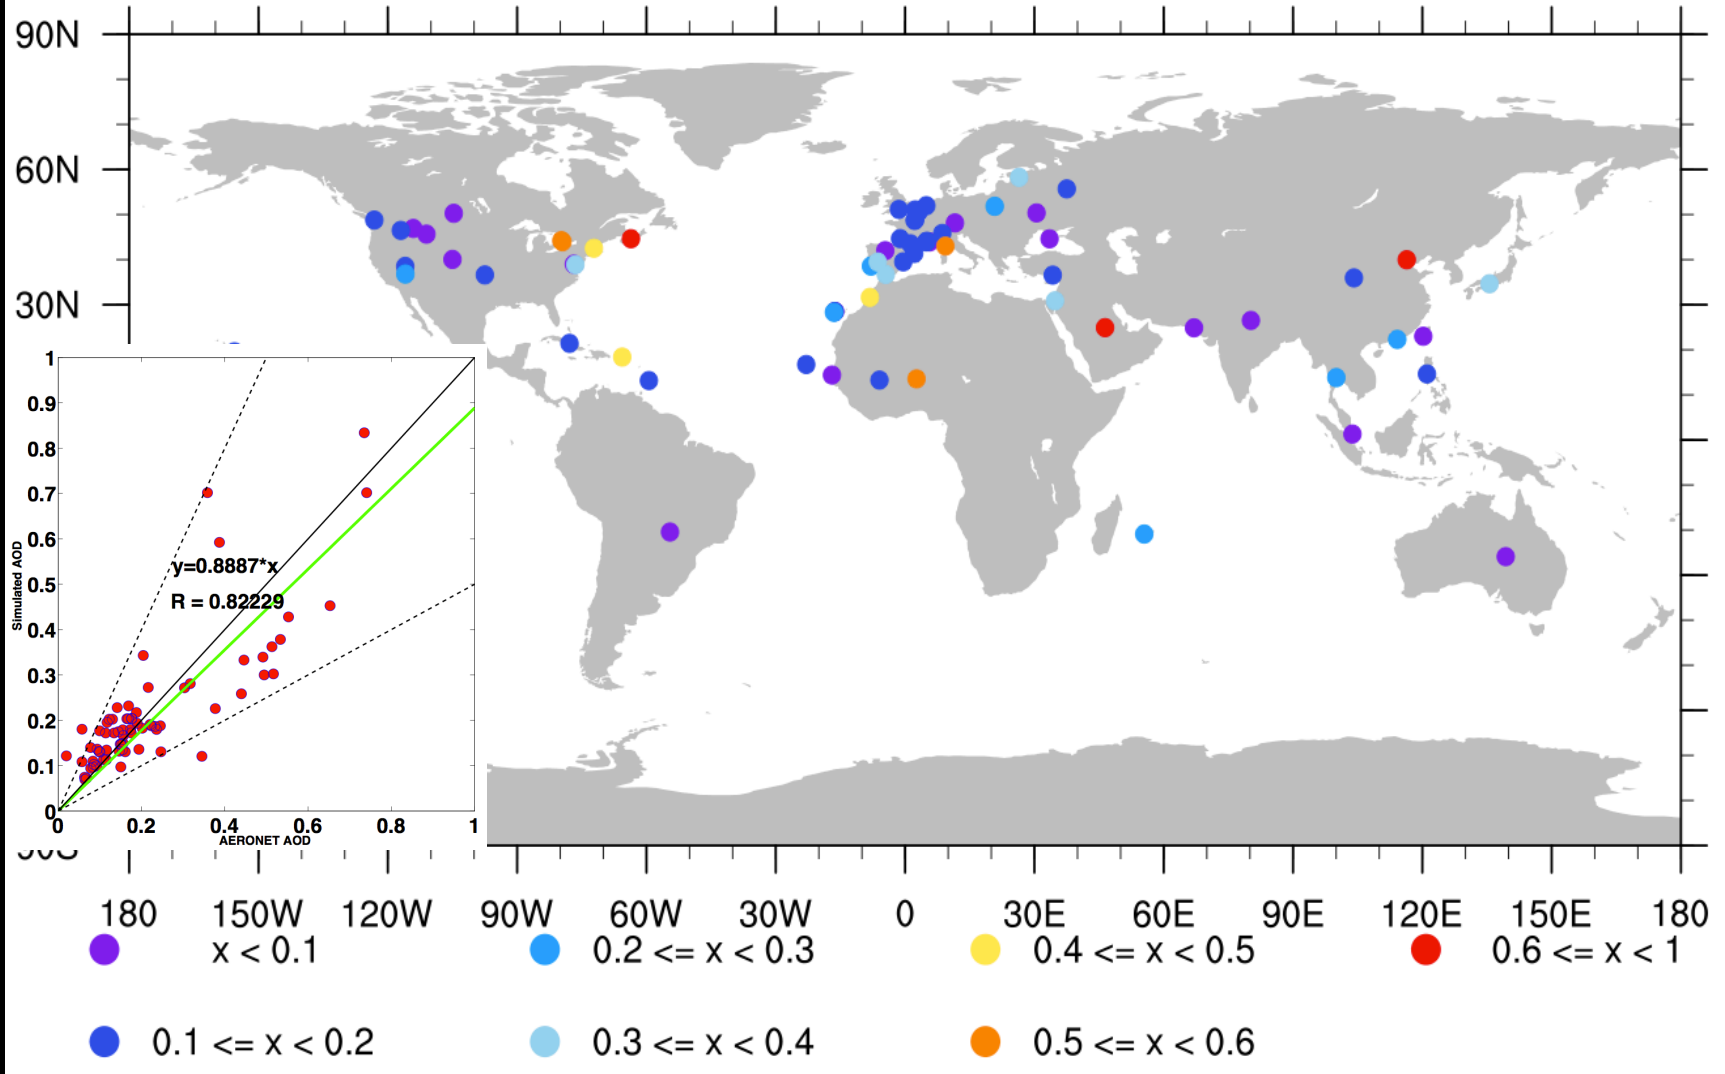 90N
60N
30N
1
0.9
0.8
0.7
0.6
0.5
0.4
0.3
0.2
0.1
0
Simulated AOD
y=0.8887*x
R = 0.82229
0 0.2 0.4 0.6 0.8 1
AERONET AOD
180 150W 120W 90W 60W 30W 0 30E 60E 90E 120E 150E 180
x < 0.1 0.2 <= x < 0.3 0.4 <= x < 0.5 0.6 <= x < 1
0.1 <= x < 0.2 0.3 <= x < 0.4 0.5 <= x < 0.6